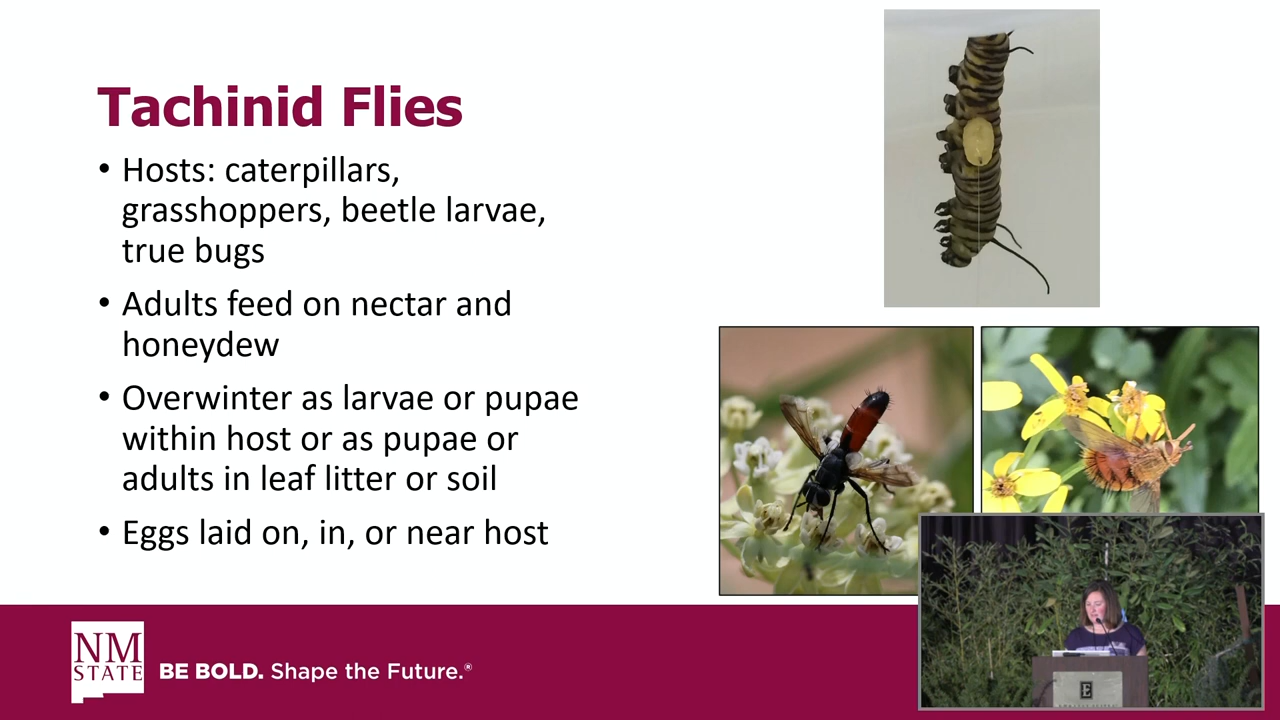 Tachinid Flies
• Hosts: caterpillars,
grasshoppers, beetle larvae,
true bugs
• Adults feed on nectar and
honeydew
• Overwinter as larvae or pupae
within host or as pupae or
adults in leaf litter or soil
• Eggs laid on, in, or near host
NM
STATE
BE BOLD. Shape the Future.®
E